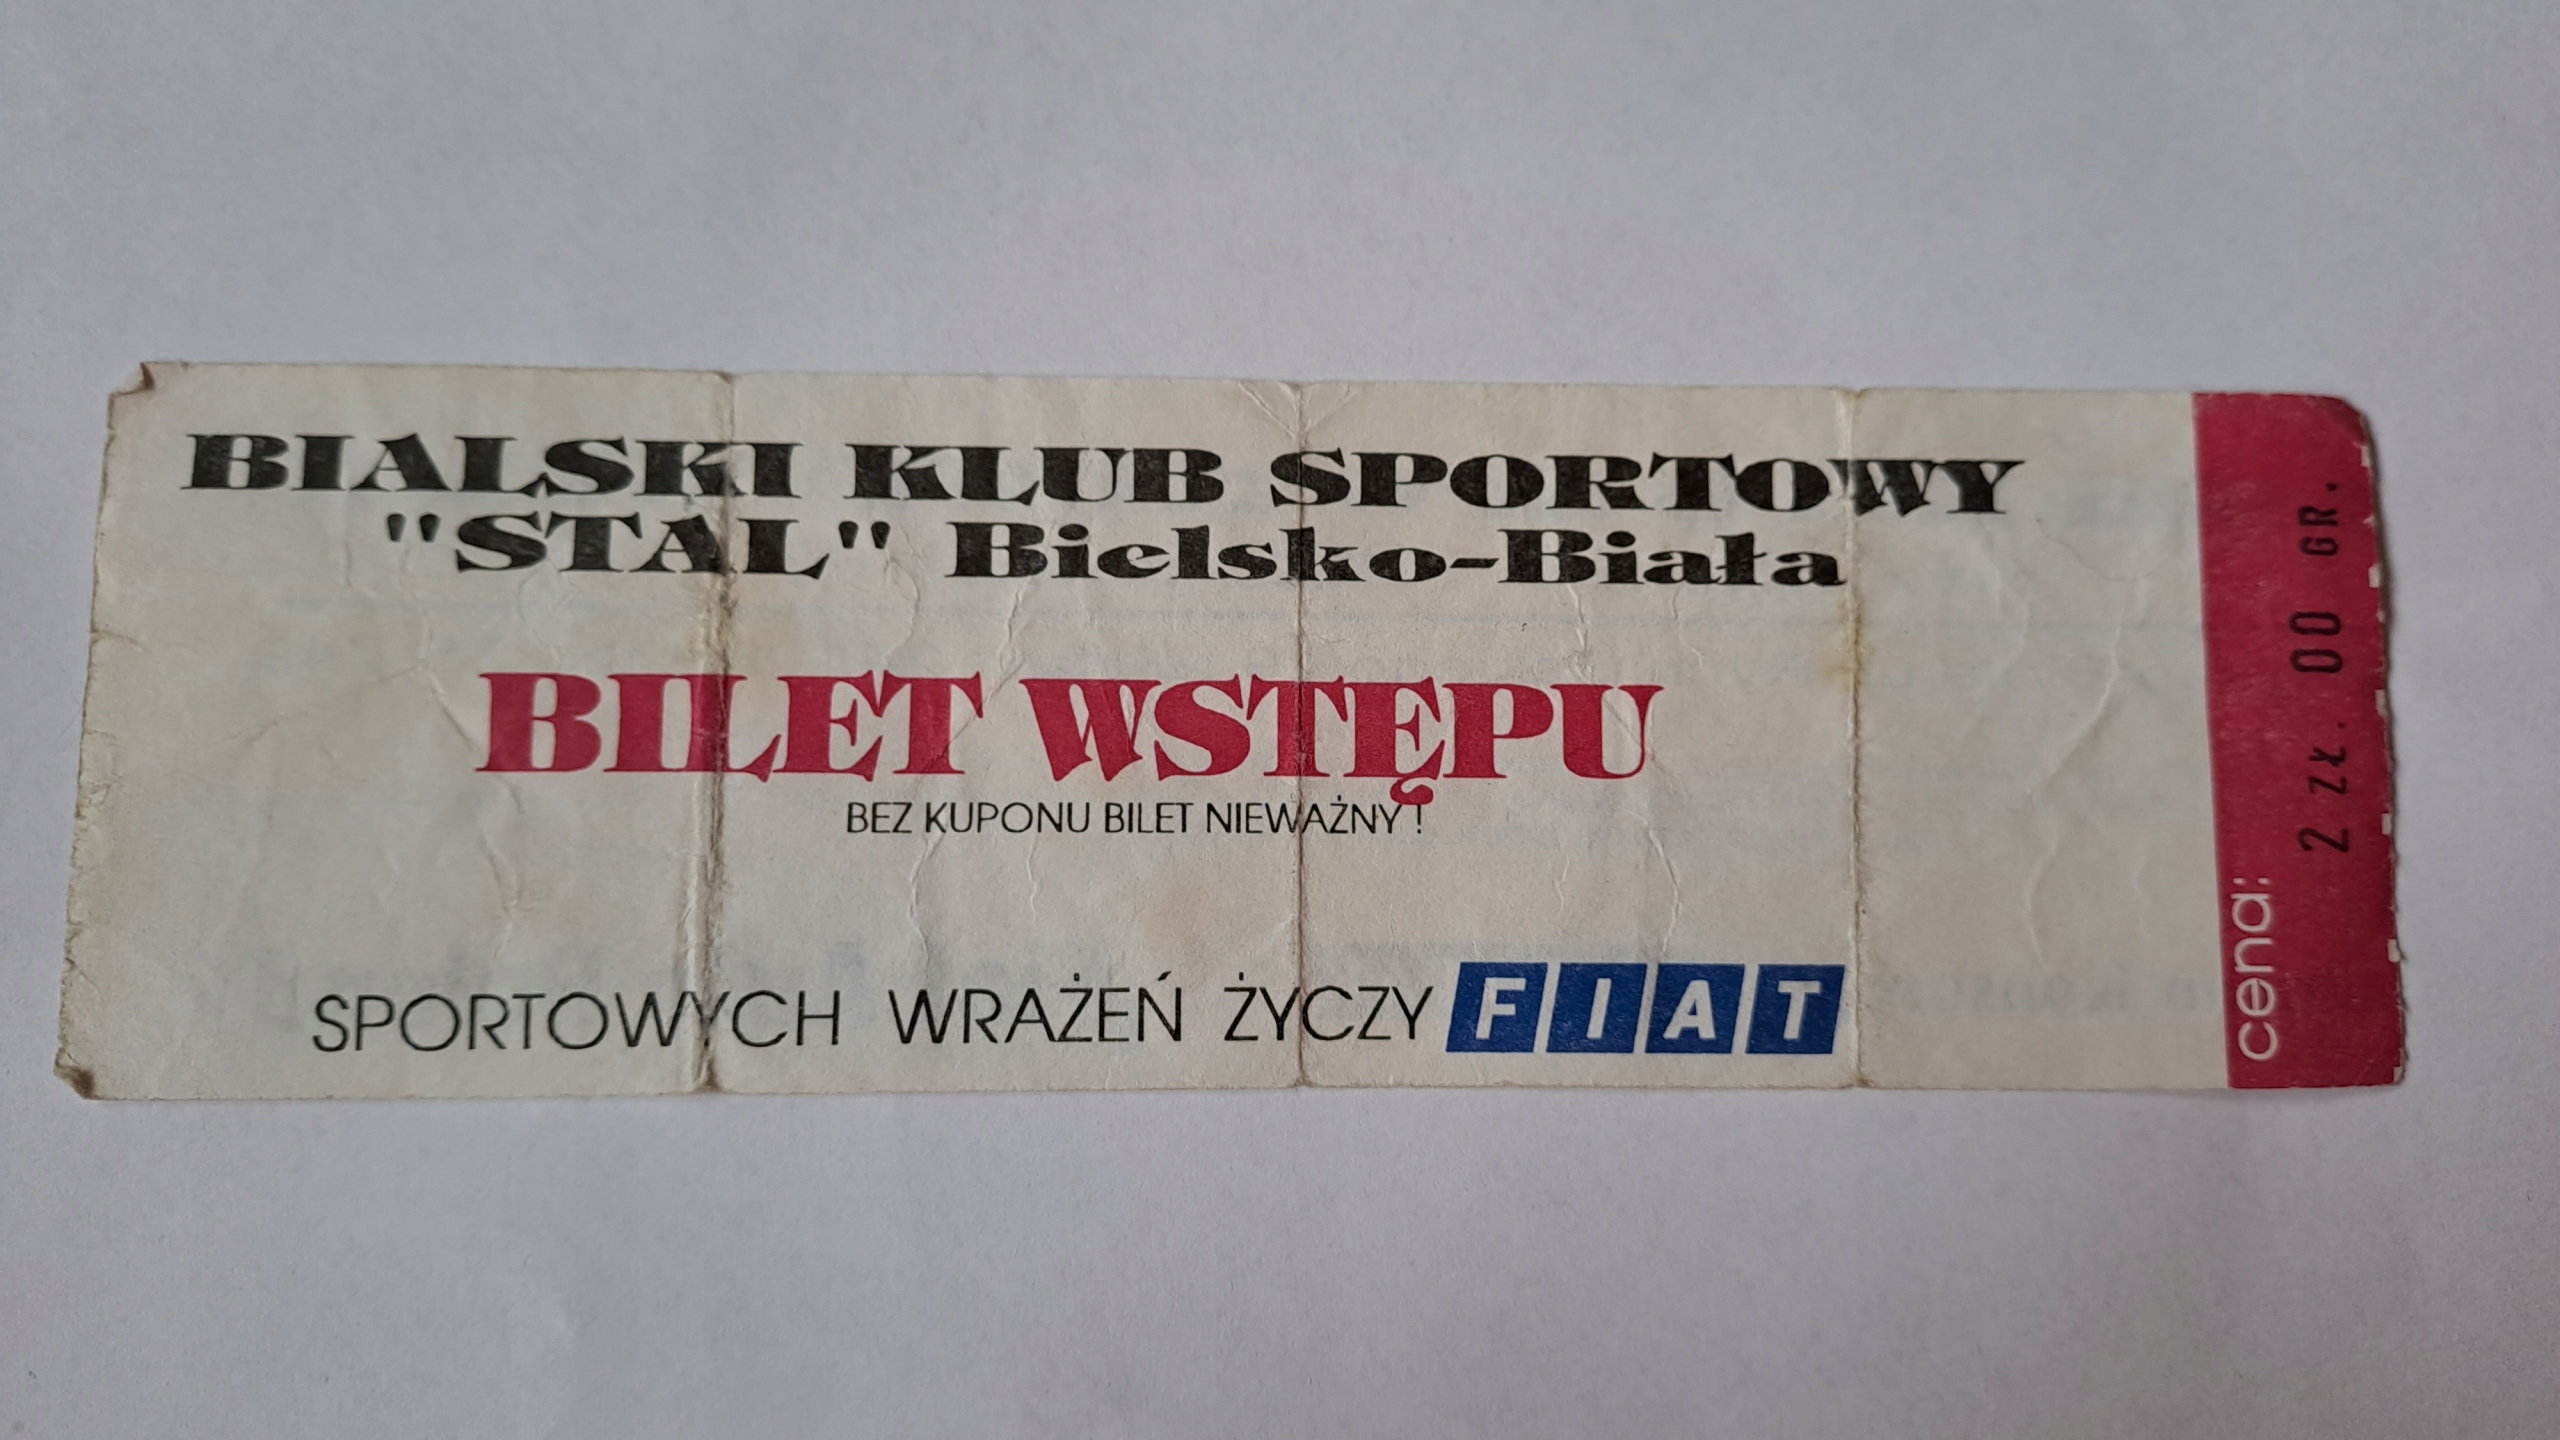 BIALSKI KLUB SPORTOWY
"STAL" Bielsko-Biała
BILET WSTĘPU
BEZ KUPONU BILET NIEWAŻNY !
SPORTOWYCH WRAŻEŃ ŻYCZY FIAT
cena: 2 ZŁ. 00 GR.